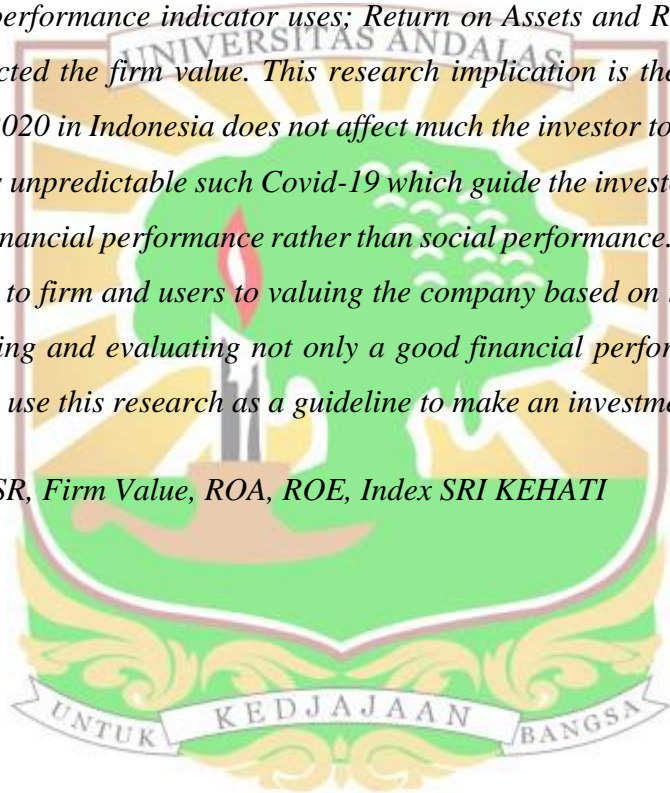 performance indicator uses; Return on Assets and R
UNIVERSITAS ANDALAS
cted the firm value. This research implication is the
2020 in Indonesia does not affect much the investor to
unpredictable such Covid-19 which guide the invest
nancial performance rather than social performance.
to firm and users to valuing the company based on
ing and evaluating not only a good financial perfor
use this research as a guideline to make an investm
SR, Firm Value, ROA, ROE, Index SRI KEHATI
UNTUK KEDJAJAAN BANGSA